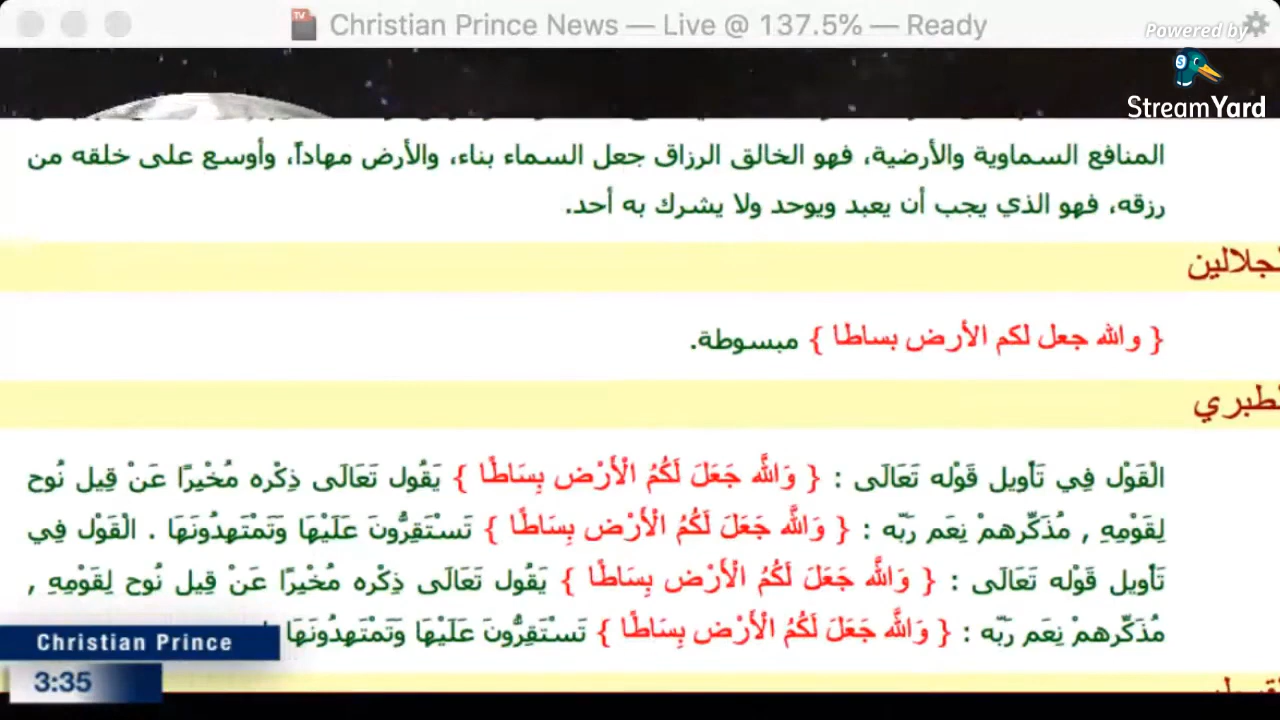 Christian Prince News — Live @ 137.5% — Ready
Powered by
StreamYard
المنافع السماوية والأرضية، فهو الخالق الرزاق جعل السماء بناء، والأرض مهاداً، وأوسع على خلقه من
رزقه، فهو الذي يجب أن يعبد ويوحد ولا يشرك به أحد.
لجلالين
{ والله جعل لكم الأرض بساطا } مبسوطة.
لطبري
الْقَوْل فِي تَأْوِيل قَوْله تَعَالَى : { وَاللَّه جَعَلَ لَكُمُ الْأَرْض بِسَاطًا } يَقُول تَعَالَى ذِكْره مُخْبِرًا عَنْ قِيل نُوح
لِقَوْمِهِ , مُذَكِّرهمْ نِعَم رَبّه : { وَاللَّه جَعَلَ لَكُمُ الْأَرْض بِسَاطًا } تَسْتَقِرُّونَ عَلَيْهَا وَتَمْتَهِدُونَهَا . الْقَوْل فِي
تَأْوِيل قَوْله تَعَالَى : { وَاللَّه جَعَلَ لَكُمُ الْأَرْض بِسَاطًا } يَقُول تَعَالَى ذِكْره مُخْبِرًا عَنْ قِيل نُوح لِقَوْمِهِ ,
مُذَكِّرهمْ نِعَم رَبّه : { وَاللَّه جَعَلَ لَكُمُ الْأَرْض بِسَاطًا } تَسْتَقِرُّونَ عَلَيْهَا وَتَمْتَهِدُونَهَا
Christian Prince
3:35